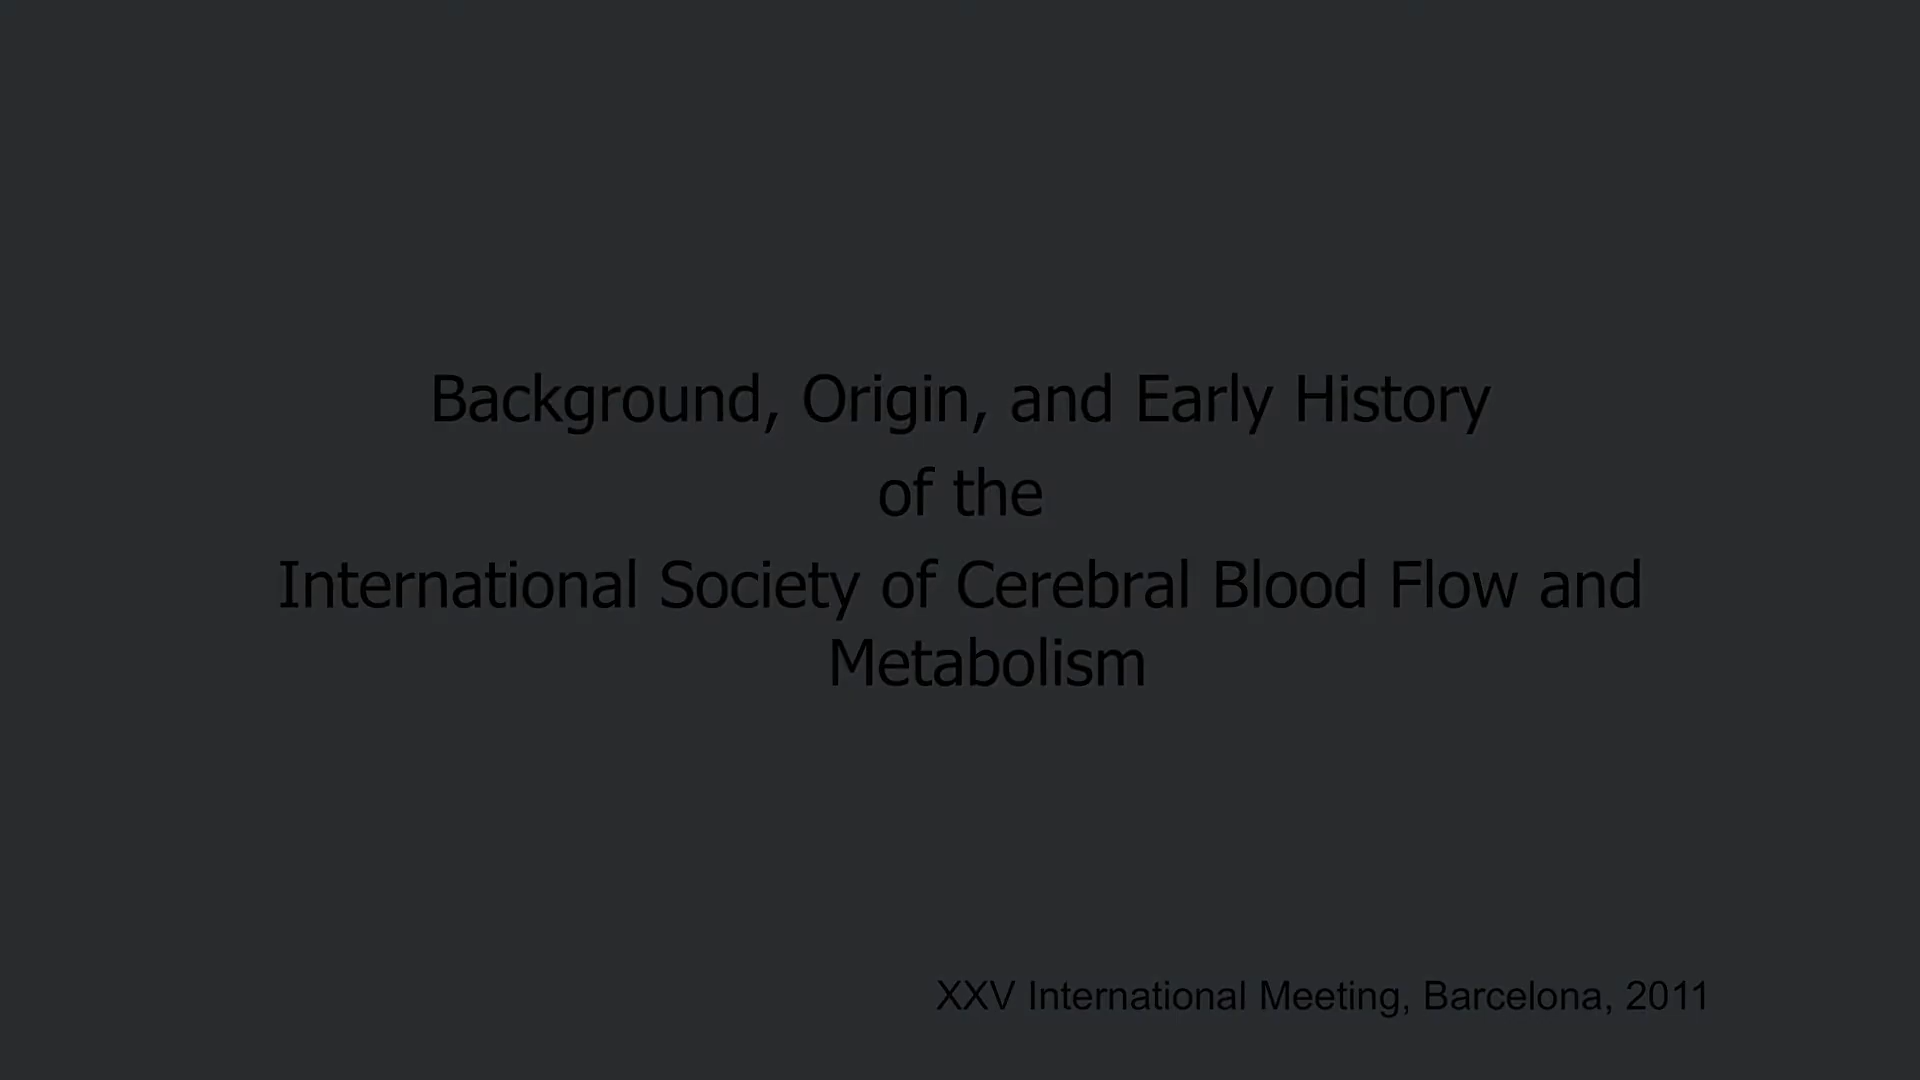 Background, Origin, and Early History
of the
International Society of Cerebral Blood Flow and
Metabolism
XXV International Meeting, Barcelona, 2011